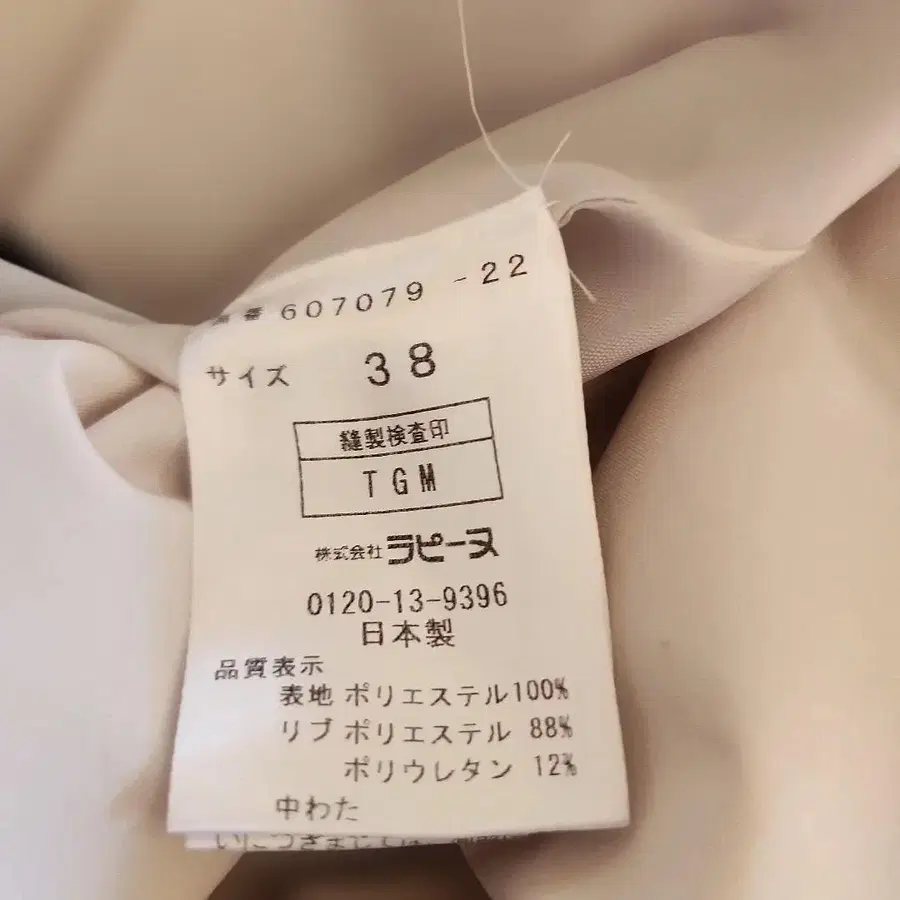 品番 607079 -22
サイズ 38
縫製検査印
TGM
株式会社 ラピーヌ
0120-13-9396
日本製
品質表示
表地 ポリエステル100%
リブ ポリエステル 88%
ポリウレタン 12%
中わた